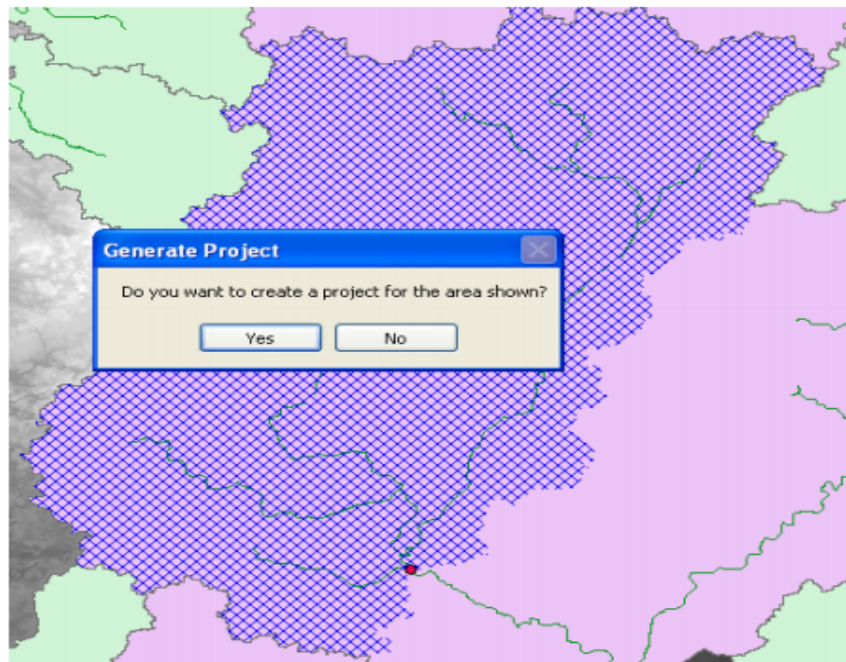 Generate Project
Do you want to create a project for the area shown?
Yes No